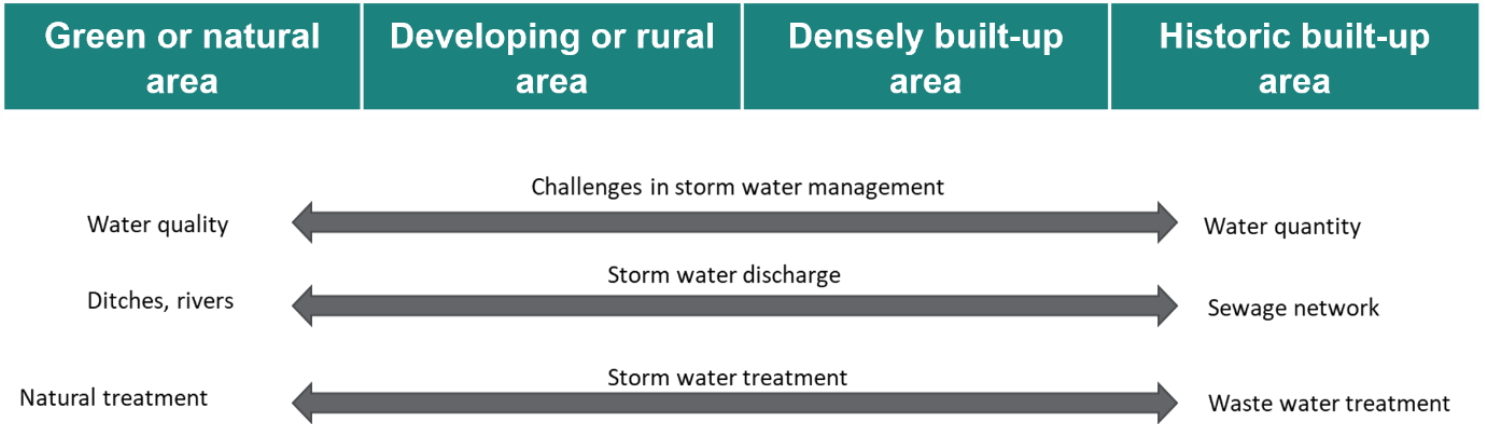 Green or natural
area
Developing or rural
area
Densely built-up
area
Historic built-up
area
Challenges in storm water management
Water quality
Water quantity
Storm water discharge
Ditches, rivers
Sewage network
Storm water treatment
Natural treatment
Waste water treatment